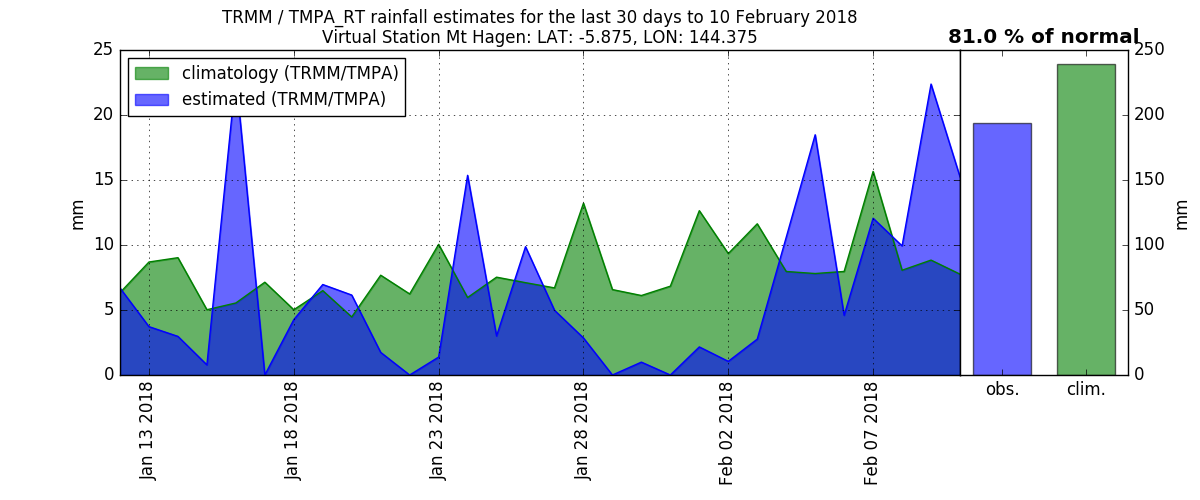 TRMM / TMPA_RT rainfall estimates for the last 30 days to 10 February 2018
Virtual Station Mt Hagen: LAT: -5.875, LON: 144.375
81.0 % of normal
climatology (TRMM/TMPA)
estimated (TRMM/TMPA)
25
20
15
10
5
0
mm
Jan 13 2018
Jan 18 2018
Jan 23 2018
Jan 28 2018
Feb 02 2018
Feb 07 2018
obs.
clim.
250
200
150
100
50
0
mm